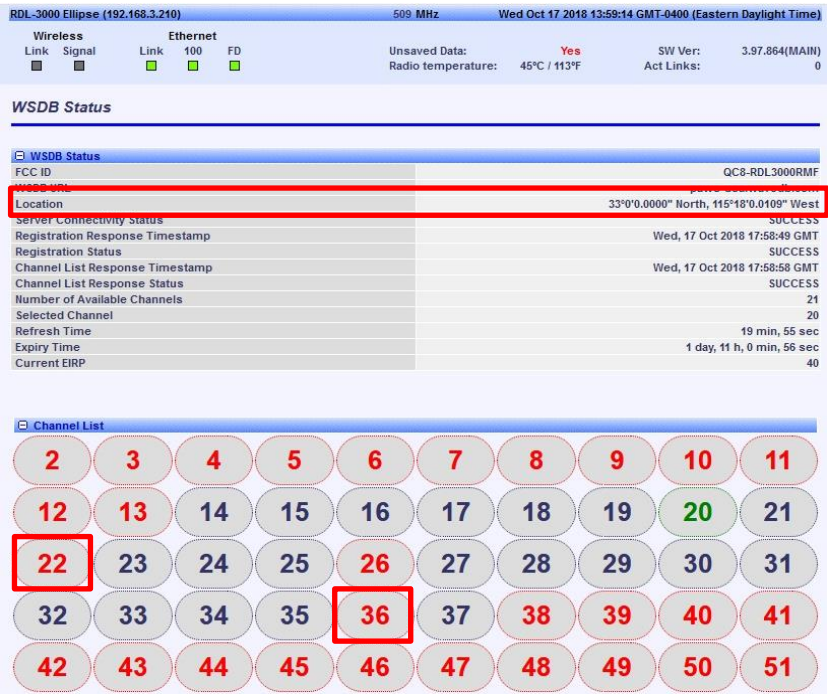 RDL-3000 Ellipse (192.168.3.210) 509 MHz Wed Oct 17 2018 13:59:14 GMT-0400 (Eastern Daylight Time)
Wireless Ethernet
Link Signal Link 100 FD Unsaved Data: Yes SW Ver: 3.97.864(MAIN)
Radio temperature: 45ºC / 113ºF Act Links: 0
WSDB Status
WSDB Status
FCC ID QC8-RDL3000RMF
WSDB URL
Location 33°0'0.0000" North, 115°18'0.0109" West
Server Connectivity Status SUCCESS
Registration Response Timestamp Wed, 17 Oct 2018 17:58:49 GMT
Registration Status SUCCESS
Channel List Response Timestamp Wed, 17 Oct 2018 17:58:58 GMT
Channel List Response Status SUCCESS
Number of Available Channels 21
Selected Channel 20
Refresh Time 19 min, 55 sec
Expiry Time 1 day, 11 h, 0 min, 56 sec
Current EIRP 40
Channel List
2 3 4 5 6 7 8 9 10 11
12 13 14 15 16 17 18 19 20 21
22 23 24 25 26 27 28 29 30 31
32 33 34 35 36 37 38 39 40 41
42 43 44 45 46 47 48 49 50 51